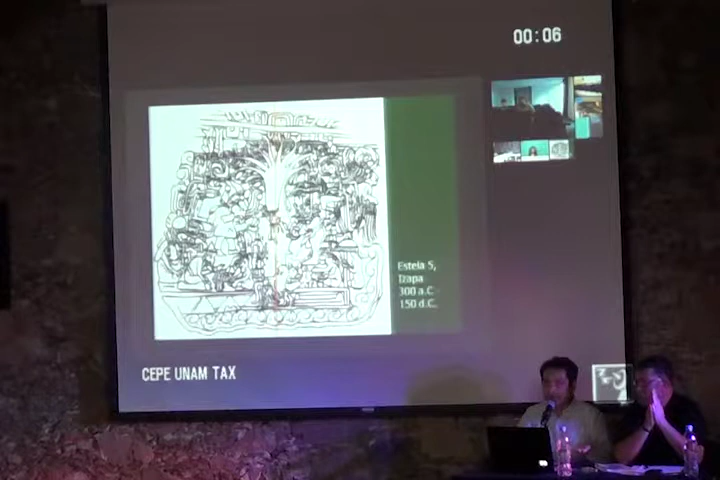 00:06
Estela 5,
Izapa
300 a.C-
150 d.C.
CEPE UNAM TAX